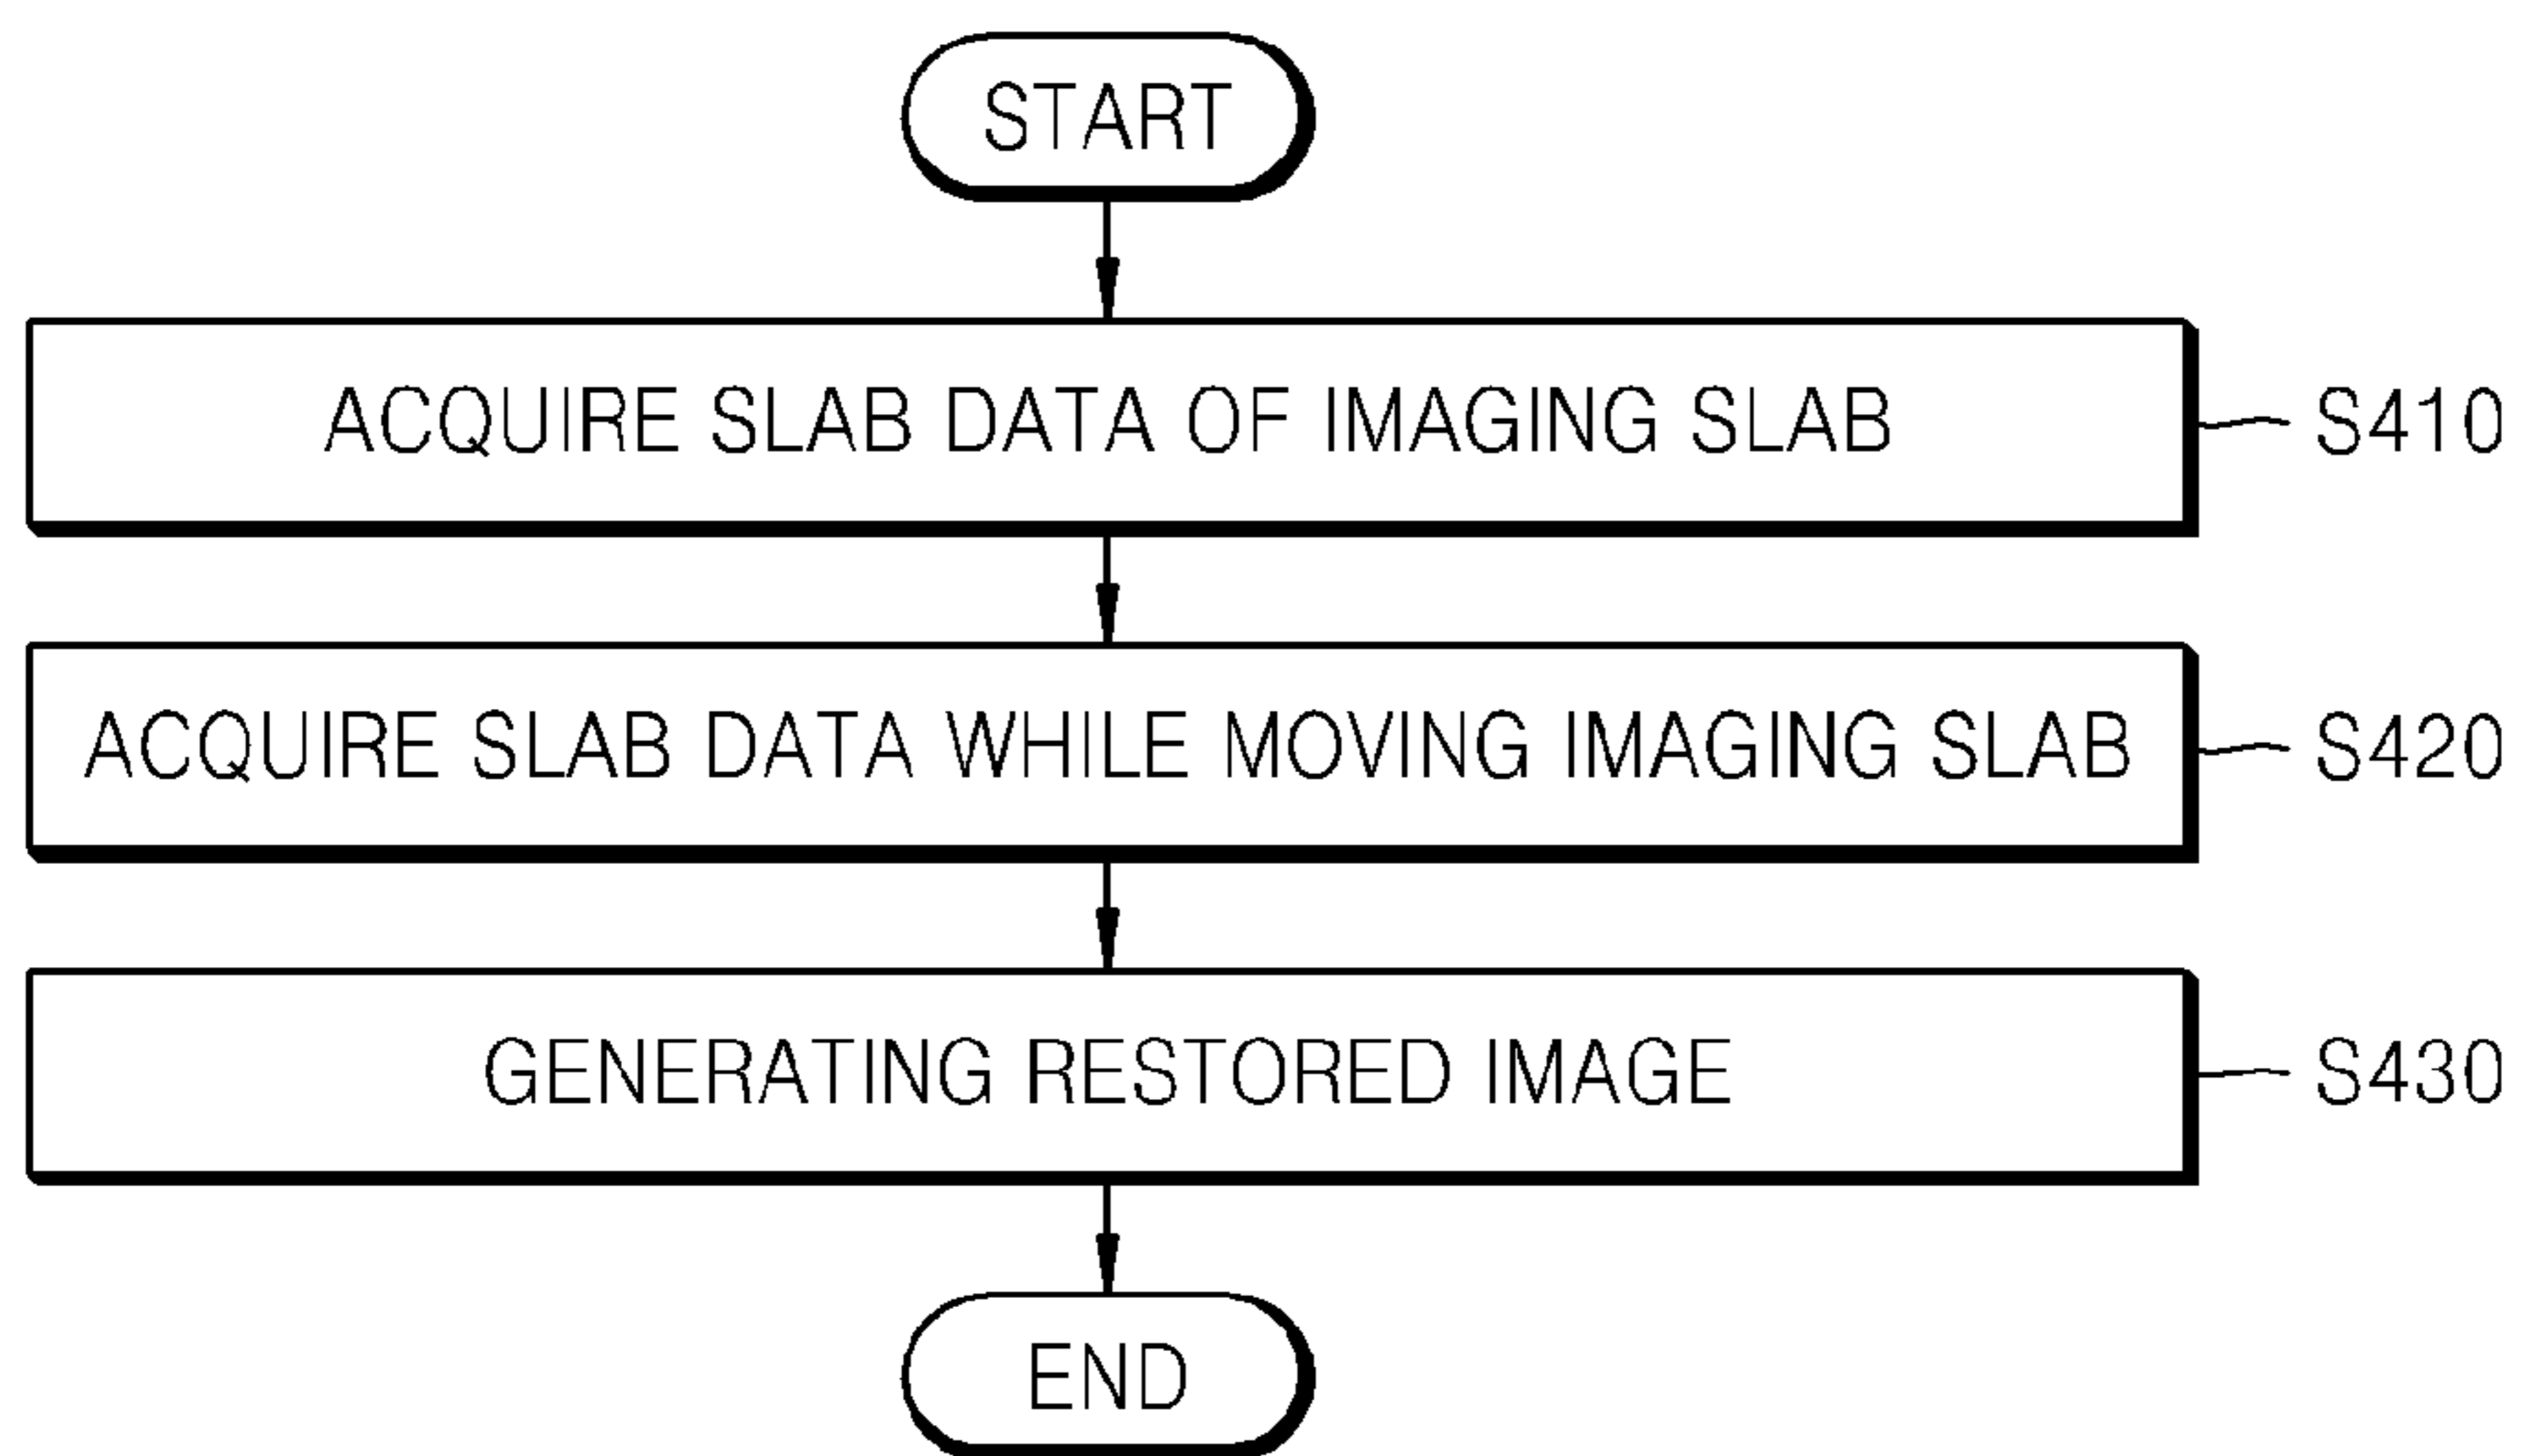 START
ACQUIRE SLAB DATA OF IMAGING SLAB
S410
ACQUIRE SLAB DATA WHILE MOVING IMAGING SLAB
S420
GENERATING RESTORED IMAGE
S430
END